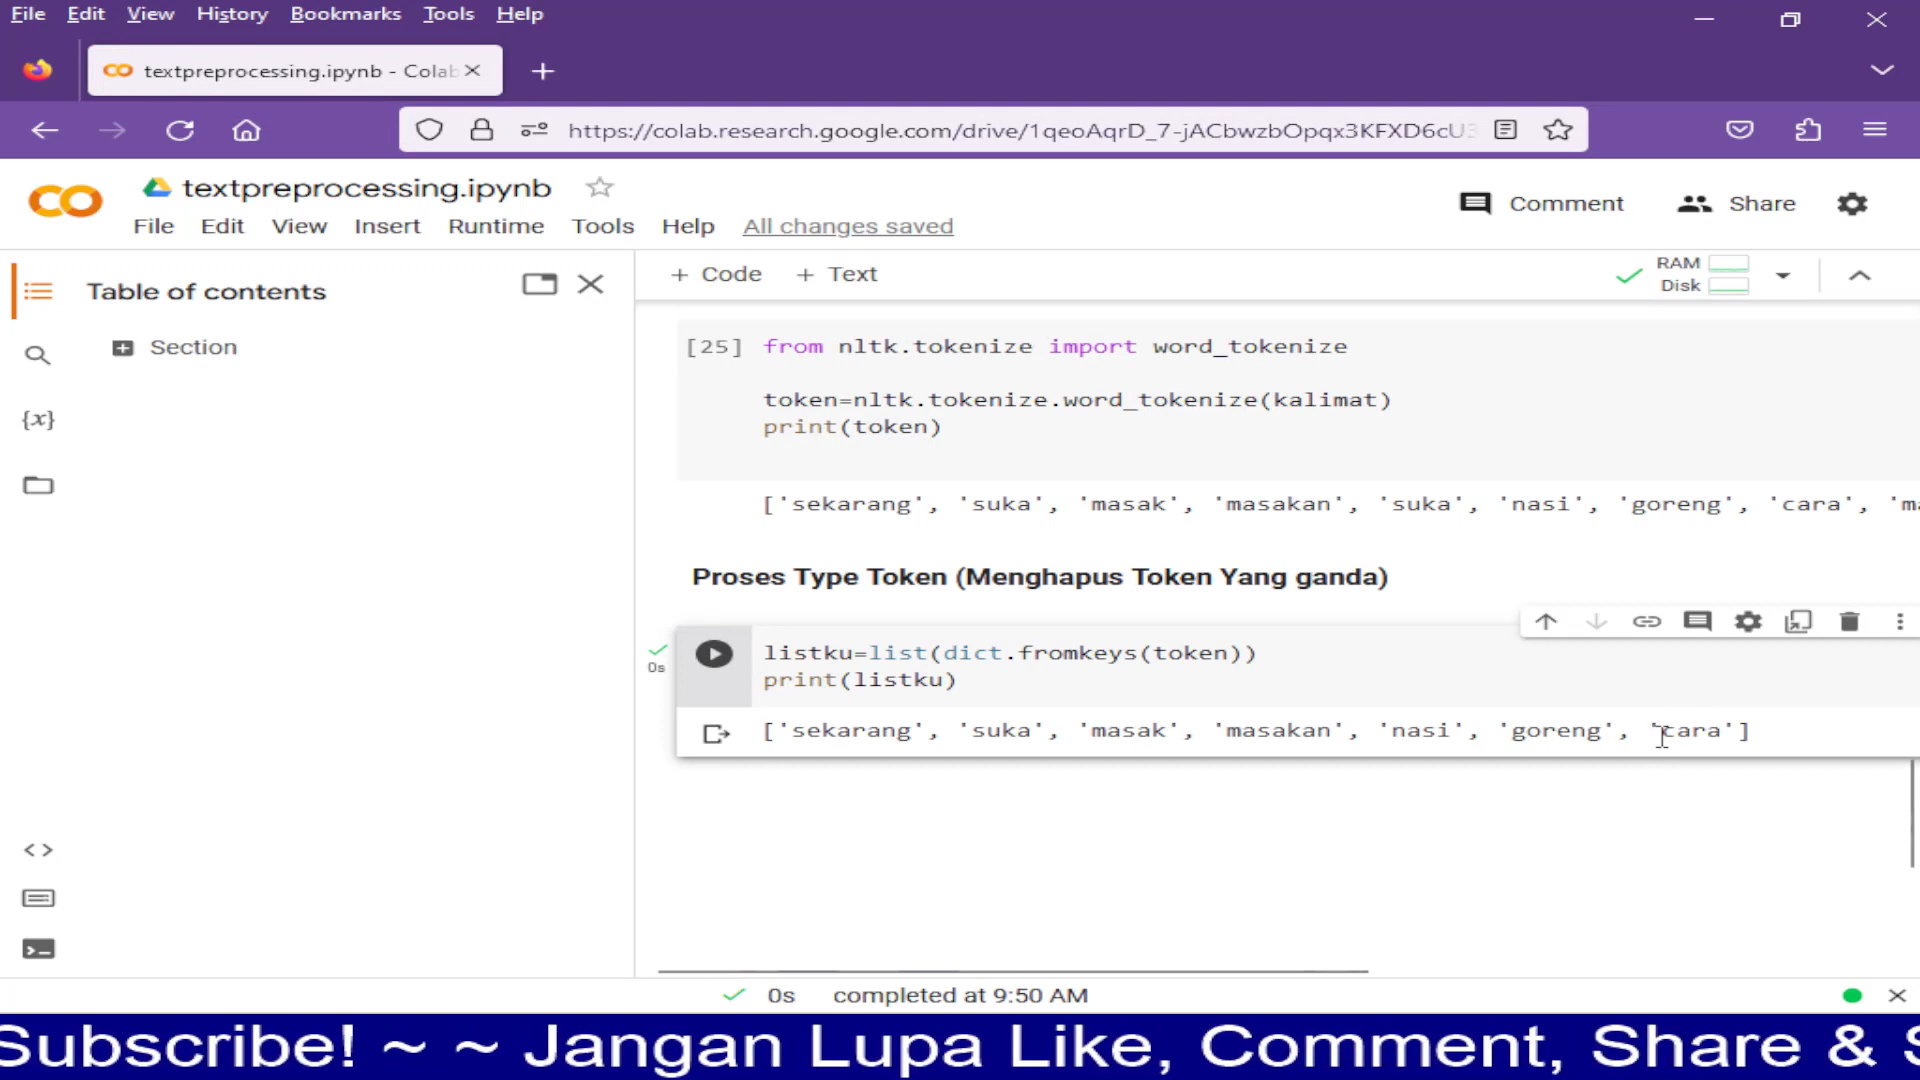 File Edit View History Bookmarks Tools Help
textpreprocessing.ipynb - Colab
https://colab.research.google.com/drive/1qeoAqrD_7-jACbwzbOpqx3KFXD6cU3
textpreprocessing.ipynb
File Edit View Insert Runtime Tools Help All changes saved
Comment Share
Table of contents
Section
+ Code + Text
RAM
Disk
[25] from nltk.tokenize import word_tokenize
token=nltk.tokenize.word_tokenize(kalimat)
print(token)
['sekarang', 'suka', 'masak', 'masakan', 'suka', 'nasi', 'goreng', 'cara', 'ma
Proses Type Token (Menghapus Token Yang ganda)
0s
listku=list(dict.fromkeys(token))
print(listku)
['sekarang', 'suka', 'masak', 'masakan', 'nasi', 'goreng', 'cara']
0s completed at 9:50 AM
Subscribe! ~ ~ Jangan Lupa Like, Comment, Share & S